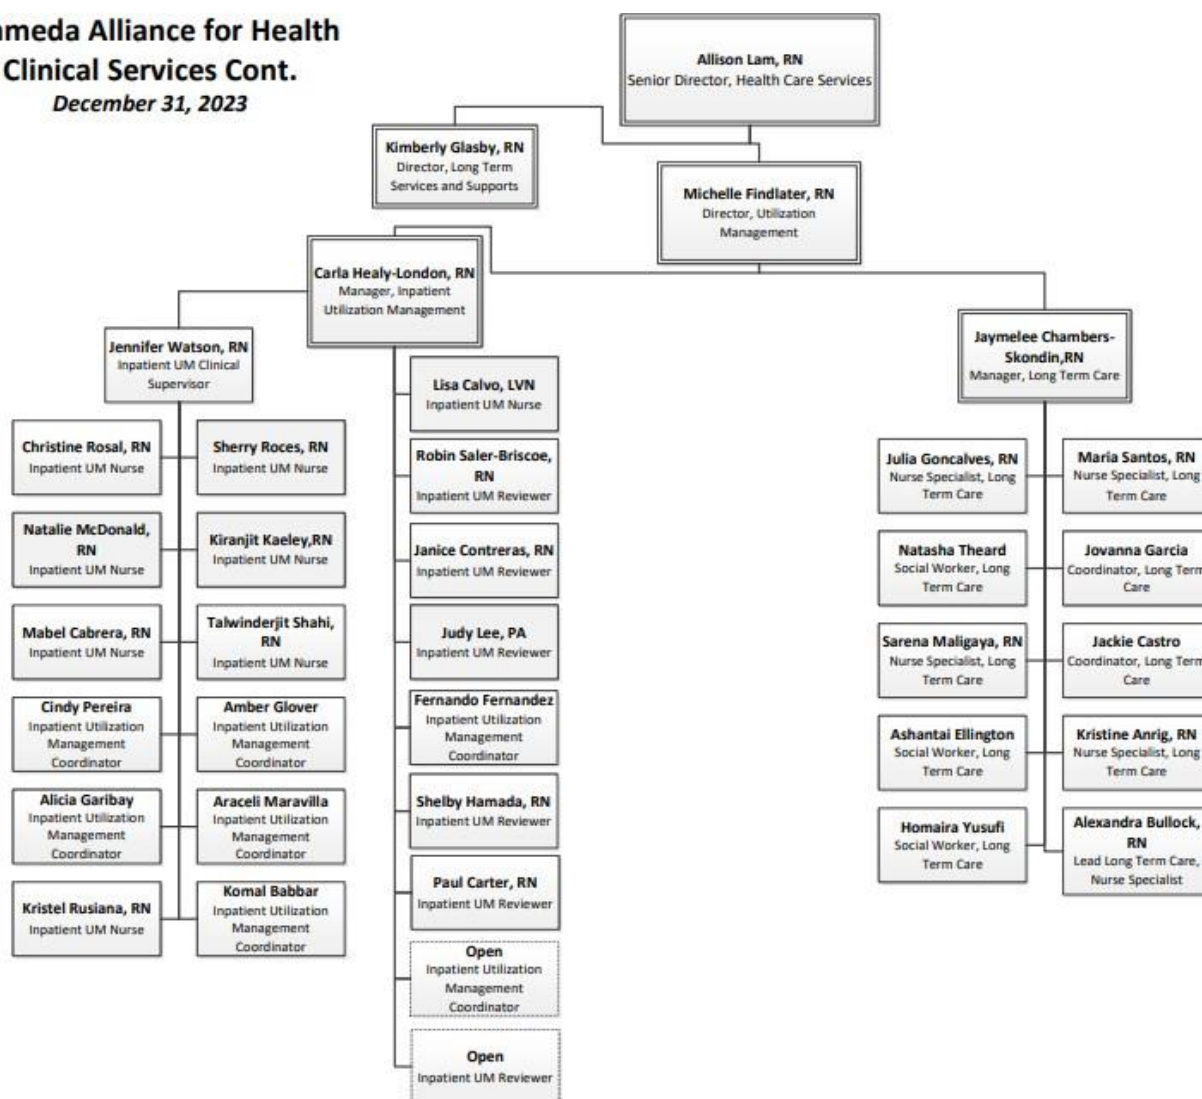 ameda Alliance for Health
Clinical Services Cont.
December 31, 2023
Allison Lam, RN
Senior Director, Health Care Services
Kimberly Glasby, RN
Director, Long Term
Services and Supports
Michelle Findlater, RN
Director, Utilization
Management
Carla Healy-London, RN
Manager, Inpatient
Utilization Management
Jennifer Watson, RN
Inpatient UM Clinical
Supervisor
Christine Rosal, RN
Inpatient UM Nurse
Sherry Roces, RN
Inpatient UM Nurse
Natalie McDonald,
RN
Inpatient UM Nurse
Kiranjit Kaeley,RN
Inpatient UM Nurse
Mabel Cabrera, RN
Inpatient UM Nurse
Talwinderjit Shahi,
RN
Inpatient UM Nurse
Cindy Pereira
Inpatient Utilization
Management
Coordinator
Amber Glover
Inpatient Utilization
Management
Coordinator
Alicia Garibay
Inpatient Utilization
Management
Coordinator
Araceli Maravilla
Inpatient Utilization
Management
Coordinator
Kristel Rusiana, RN
Inpatient UM Nurse
Komal Babbar
Inpatient Utilization
Management
Coordinator
Lisa Calvo, LVN
Inpatient UM Nurse
Robin Saler-Briscoe,
RN
Inpatient UM Reviewer
Janice Contreras, RN
Inpatient UM Reviewer
Judy Lee, PA
Inpatient UM Reviewer
Fernando Fernandez
Inpatient Utilization
Management
Coordinator
Shelby Hamada, RN
Inpatient UM Reviewer
Paul Carter, RN
Inpatient UM Reviewer
Open
Inpatient Utilization
Management
Coordinator
Open
Inpatient UM Reviewer
Jaymelee Chambers-
Skondin,RN
Manager, Long Term Care
Julia Goncalves, RN
Nurse Specialist, Long
Term Care
Maria Santos, RN
Nurse Specialist, Long
Term Care
Natasha Theard
Social Worker, Long
Term Care
Jovanna Garcia
Coordinator, Long Term
Care
Sarena Maligaya, RN
Nurse Specialist, Long
Term Care
Jackie Castro
Coordinator, Long Term
Care
Ashantai Ellington
Social Worker, Long
Term Care
Kristine Anrig, RN
Nurse Specialist, Long
Term Care
Homaira Yusufi
Social Worker, Long
Term Care
Alexandra Bullock,
RN
Lead Long Term Care,
Nurse Specialist